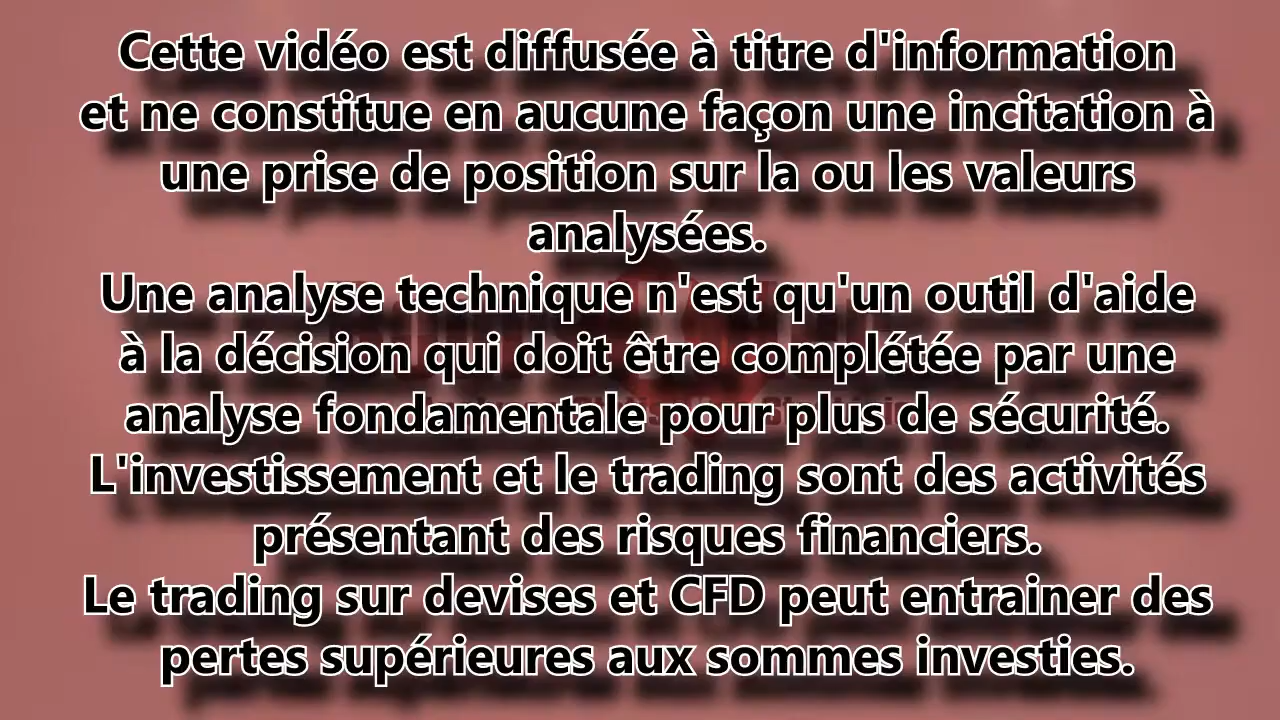 Cette vidéo est diffusée à titre d'information
et ne constitue en aucune façon une incitation à
une prise de position sur la ou les valeurs
analysées.
Une analyse technique n'est qu'un outil d'aide
à la décision qui doit être complétée par une
analyse fondamentale pour plus de sécurité.
L'investissement et le trading sont des activités
présentant des risques financiers.
Le trading sur devises et CFD peut entrainer des
pertes supérieures aux sommes investies.